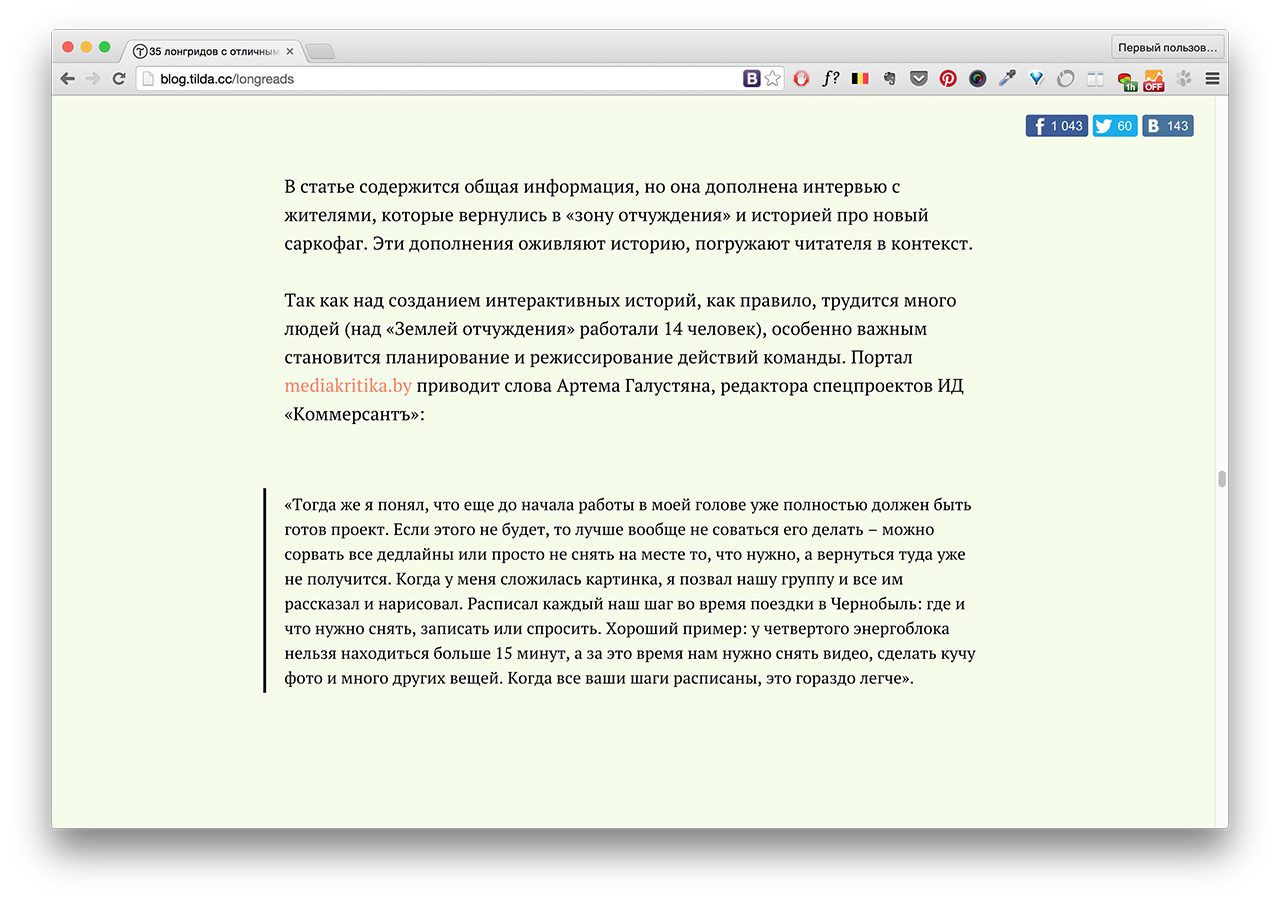 35 лонгридов с отличным
Первый пользов...
blog.tilda.cc/longreads
B
f?
1h
OFF
f 1 043
60
B 143
В статье содержится общая информация, но она дополнена интервью с
жителями, которые вернулись в «зону отчуждения» и историей про новый
саркофаг. Эти дополнения оживляют историю, погружают читателя в контекст.
Так как над созданием интерактивных историй, как правило, трудится много
людей (над «Землей отчуждения» работали 14 человек), особенно важным
становится планирование и режиссирование действий команды. Портал
mediakritika.by приводит слова Артема Галустяна, редактора спецпроектов ИД
«Коммерсантъ»:
«Тогда же я понял, что еще до начала работы в моей голове уже полностью должен быть
готов проект. Если этого не будет, то лучше вообще не соваться его делать – можно
сорвать все дедлайны или просто не снять на месте то, что нужно, а вернуться туда уже
не получится. Когда у меня сложилась картинка, я позвал нашу группу и все им
рассказал и нарисовал. Расписал каждый наш шаг во время поездки в Чернобыль: где и
что нужно снять, записать или спросить. Хороший пример: у четвертого энергоблока
нельзя находиться больше 15 минут, а за это время нам нужно снять видео, сделать кучу
фото и много других вещей. Когда все ваши шаги расписаны, это гораздо легче».